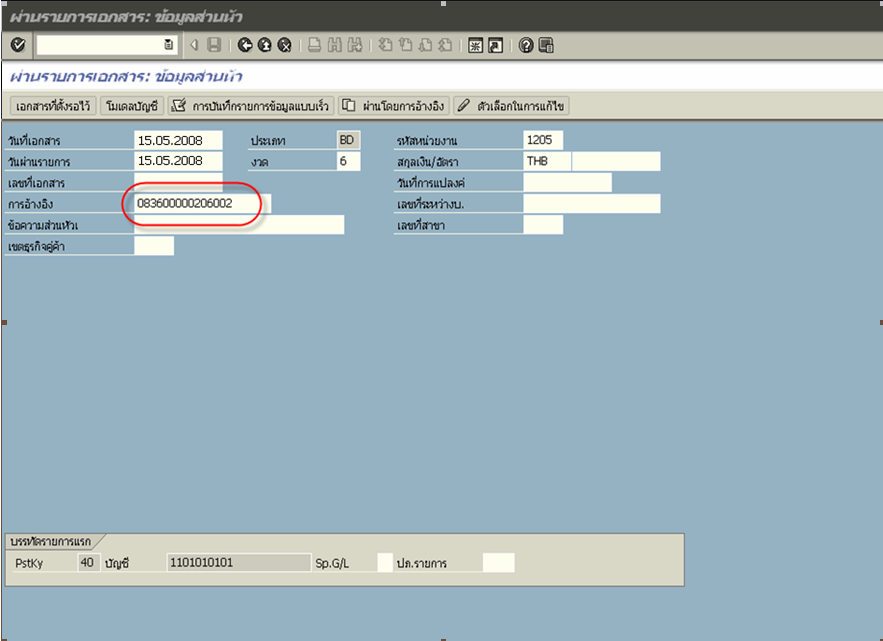 ผ่านรายการเอกสาร: ข้อมูลส่วนหัว
ผ่านรายการเอกสาร: ข้อมูลส่วนหัว
เอกสารที่ตั้งรอไว้ โมเดลบัญชี การบันทึกรายการข้อมูลแบบเร็ว ผ่านโดยการอ้างอิง ตัวเลือกในการแก้ไข
วันที่เอกสาร 15.05.2008 ประเภท BD รหัสหน่วยงาน 1205
วันผ่านรายการ 15.05.2008 งวด 6 สกุลเงิน/อัตรา THB
เลขที่เอกสาร วันที่การแปลงค่
การอ้างอิง 083600000206002 เลขที่ระหว่างบ.
ข้อความส่วนหัวเ เลขที่สาขา
เขตธุรกิจคู่ค้า
บรรทัดรายการแรก
PstKy 40 บัญชี 1101010101 Sp.G/L ปภ.รายการ